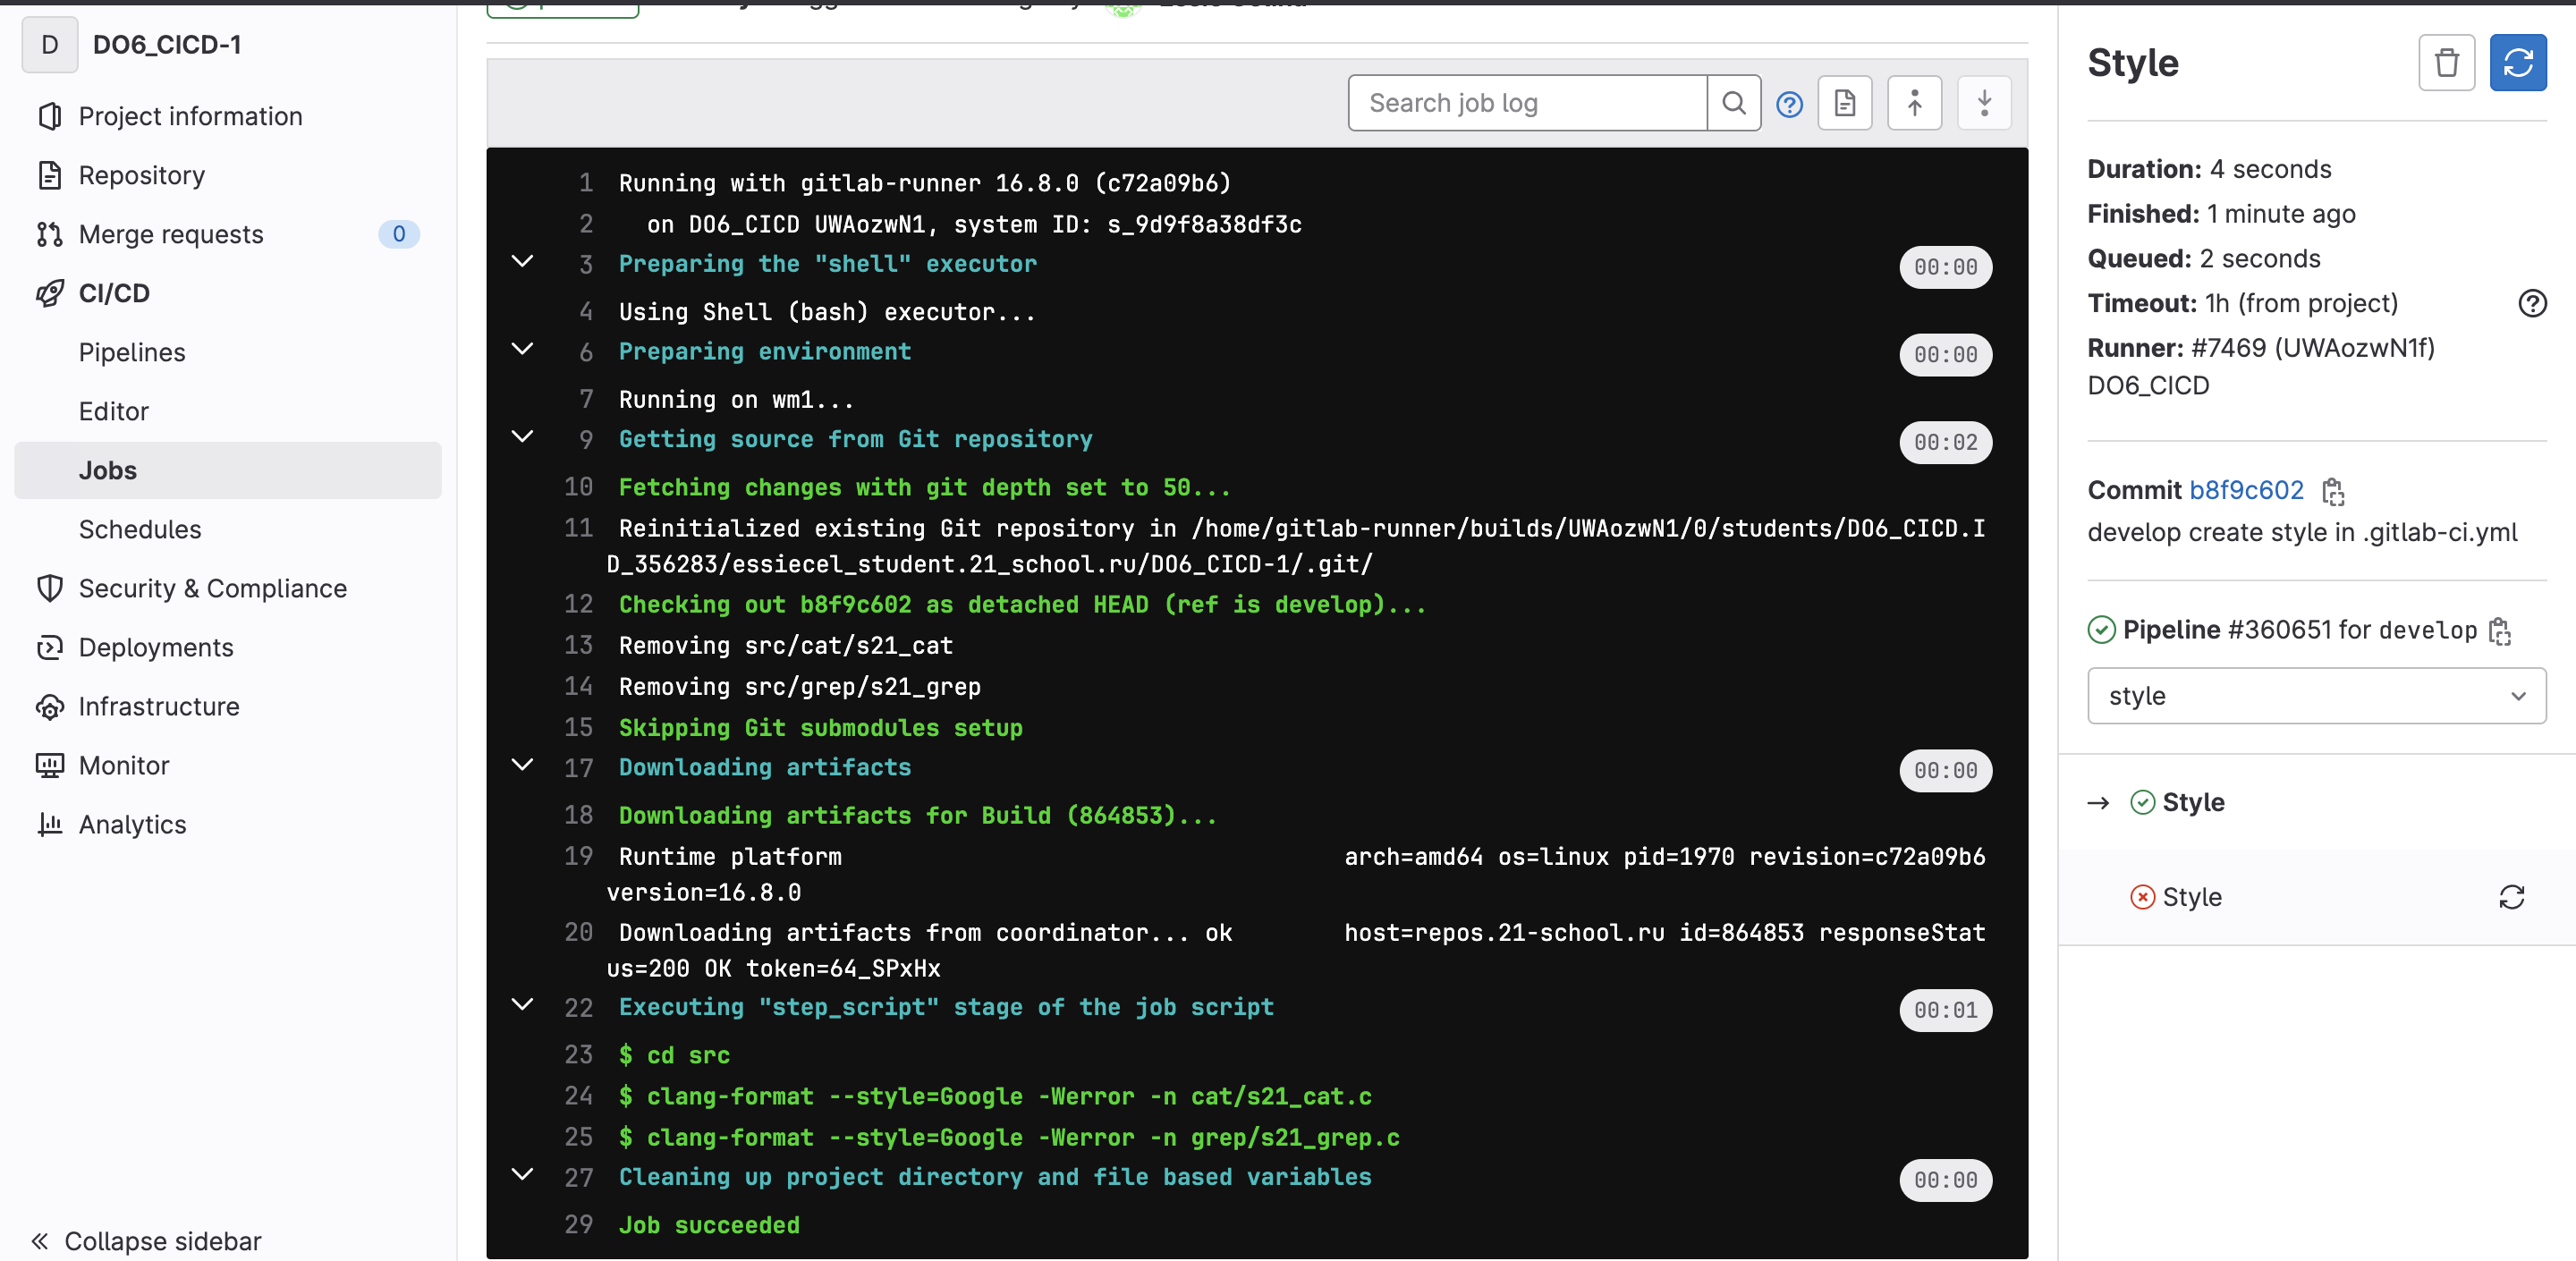 D DO6_CICD-1
Project information
Repository
Merge requests 0
CI/CD
Pipelines
Editor
Jobs
Schedules
Security & Compliance
Deployments
Infrastructure
Monitor
Analytics
Collapse sidebar
Search job log
1 Running with gitlab-runner 16.8.0 (c72a09b6)
2 on DO6_CICD UWAozwN1, system ID: s_9d9f8a38df3c
3 Preparing the "shell" executor 00:00
4 Using Shell (bash) executor...
6 Preparing environment 00:00
7 Running on wm1...
9 Getting source from Git repository 00:02
10 Fetching changes with git depth set to 50...
11 Reinitialized existing Git repository in /home/gitlab-runner/builds/UWAozwN1/0/students/DO6_CICD.I
D_356283/essiecel_student.21_school.ru/DO6_CICD-1/.git/
12 Checking out b8f9c602 as detached HEAD (ref is develop)...
13 Removing src/cat/s21_cat
14 Removing src/grep/s21_grep
15 Skipping Git submodules setup
17 Downloading artifacts 00:00
18 Downloading artifacts for Build (864853)...
19 Runtime platform arch=amd64 os=linux pid=1970 revision=c72a09b6
version=16.8.0
20 Downloading artifacts from coordinator... ok host=repos.21-school.ru id=864853 responseStat
us=200 OK token=64_SPxHx
22 Executing "step_script" stage of the job script 00:01
23 $ cd src
24 $ clang-format --style=Google -Werror -n cat/s21_cat.c
25 $ clang-format --style=Google -Werror -n grep/s21_grep.c
27 Cleaning up project directory and file based variables 00:00
29 Job succeeded
Style
Duration: 4 seconds
Finished: 1 minute ago
Queued: 2 seconds
Timeout: 1h (from project)
Runner: #7469 (UWAozwN1f)
DO6_CICD
Commit b8f9c602
develop create style in .gitlab-ci.yml
Pipeline #360651 for develop
style
→ Style
Style